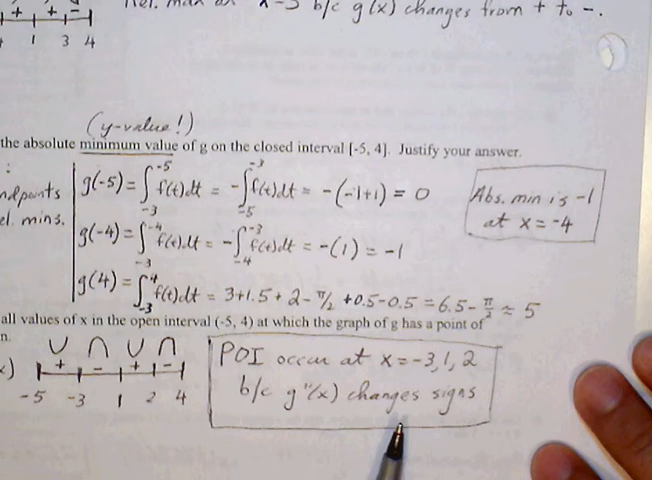 Rel. max at x=3 b/c g(x) changes from + to -.
+ + -
1 3 4
(y-value!)
the absolute minimum value of g on the closed interval [-5, 4]. Justify your answer.
g(-5) = ∫₋₃⁻⁵ f(t)dt = -∫₋₅⁻³ f(t)dt = -(-1+1) = 0
Abs. min is -1
at x = -4
g(-4) = ∫₋₃⁻⁴ f(t)dt = -∫₋₄⁻³ f(t)dt = -(1) = -1
g(4) = ∫₋₃⁴ f(t)dt = 3+1.5+2-π/2 +0.5-0.5 = 6.5-π/2 ≈ 5
all values of x in the open interval (-5, 4) at which the graph of g has a point of
+ - + -
-5 -3 1 2 4
POI occur at x = -3, 1, 2
b/c g"(x) changes signs